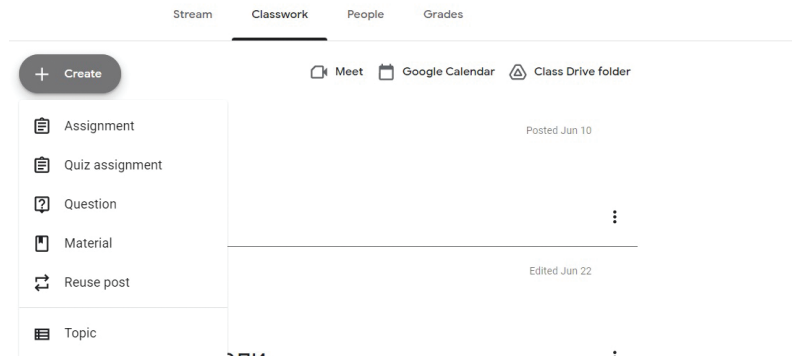 Stream Classwork People Grades
Create
Meet Google Calendar Class Drive folder
Assignment
Posted Jun 10
Quiz assignment
Question
Material
Edited Jun 22
Reuse post
Topic